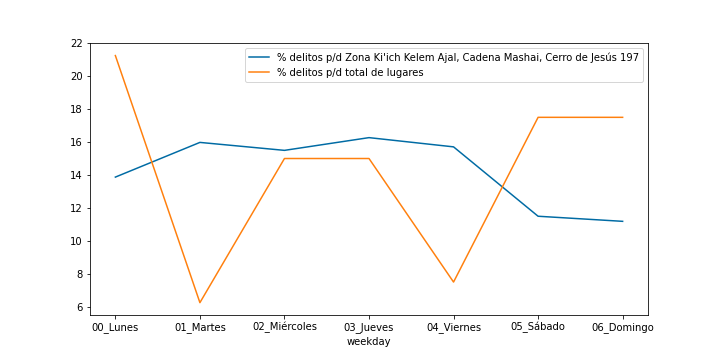 % delitos p/d Zona Ki'ich Kelem Ajal, Cadena Mashai, Cerro de Jesús 197
% delitos p/d total de lugares
22
20
18
16
14
12
10
8
6
00_Lunes 01_Martes 02_Miércoles 03_Jueves 04_Viernes 05_Sábado 06_Domingo
weekday